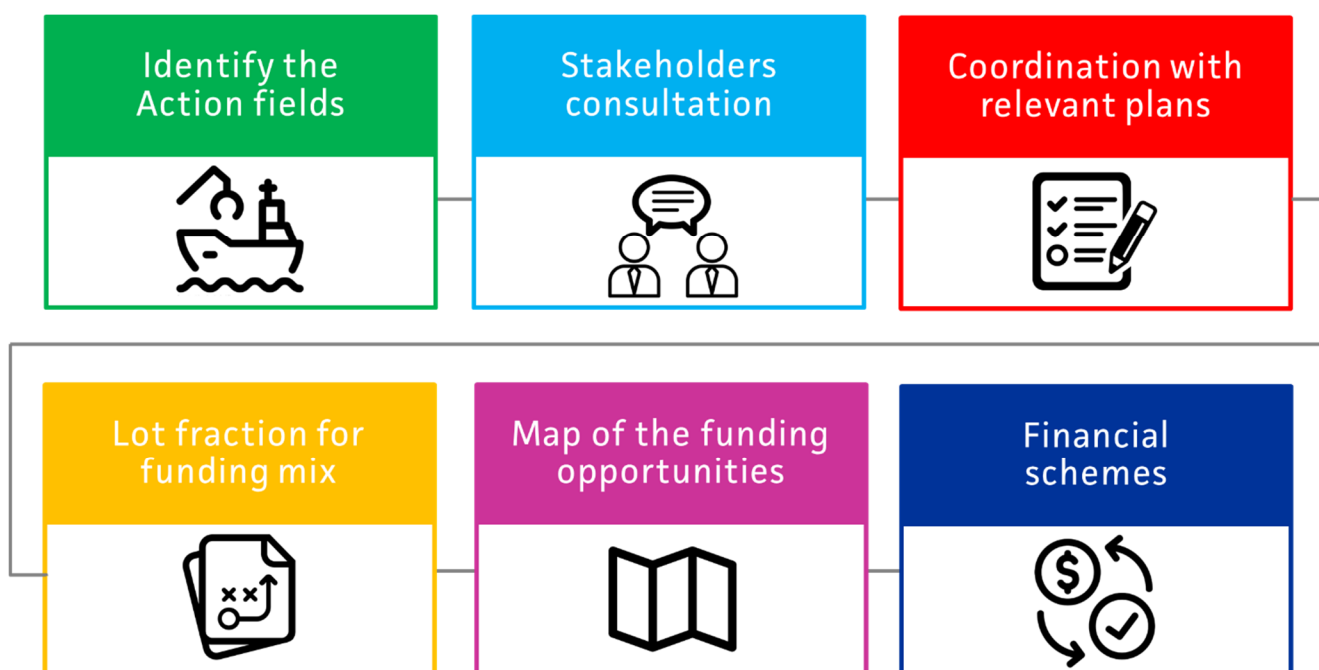 Identify the
Action fields
Stakeholders
consultation
Coordination with
relevant plans
Lot fraction for
funding mix
Map of the funding
opportunities
Financial
schemes